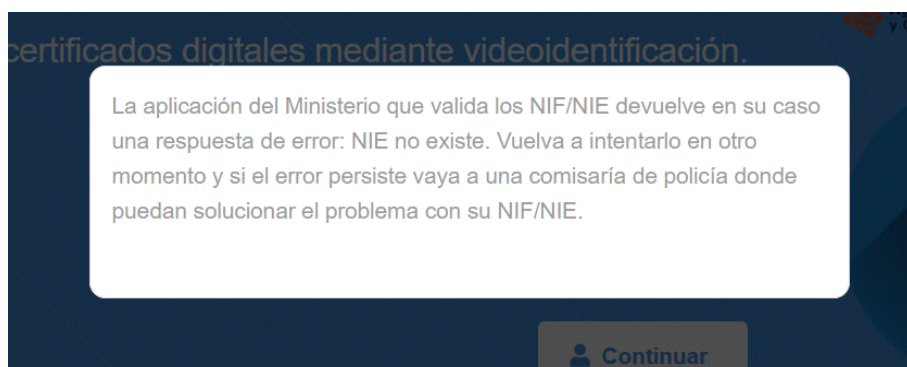 certificados digitales mediante videoidentificación.
La aplicación del Ministerio que valida los NIF/NIE devuelve en su caso
una respuesta de error: NIE no existe. Vuelva a intentarlo en otro
momento y si el error persiste vaya a una comisaría de policía donde
puedan solucionar el problema con su NIF/NIE.
Continuar